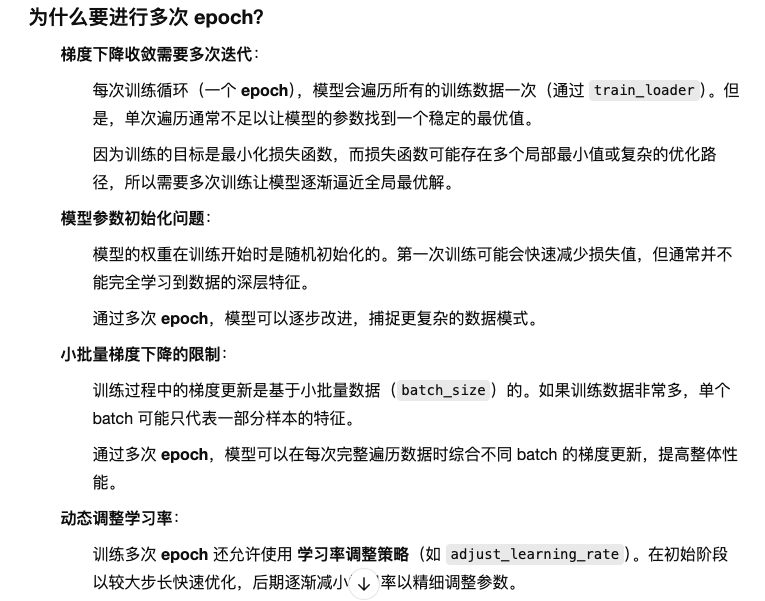 为什么要进行多次 epoch?
梯度下降收敛需要多次迭代:
每次训练循环（一个 epoch），模型会遍历所有的训练数据一次（通过 train_loader）。但
是，单次遍历通常不足以让模型的参数找到一个稳定的最优值。
因为训练的目标是最小化损失函数，而损失函数可能存在多个局部最小值或复杂的优化路
径，所以需要多次训练让模型逐渐逼近全局最优解。
模型参数初始化问题:
模型的权重在训练开始时是随机初始化的。第一次训练可能会快速减少损失值，但通常并不
能完全学习到数据的深层特征。
通过多次 epoch，模型可以逐步改进，捕捉更复杂的数据模式。
小批量梯度下降的限制:
训练过程中的梯度更新是基于小批量数据（batch_size）的。如果训练数据非常多，单个
batch 可能只代表一部分样本的特征。
通过多次 epoch，模型可以在每次完整遍历数据时综合不同 batch 的梯度更新，提高整体性
能。
动态调整学习率:
训练多次 epoch 还允许使用 学习率调整策略（如 adjust_learning_rate）。在初始阶段
以较大步长快速优化，后期逐渐减小 率以精细调整参数。